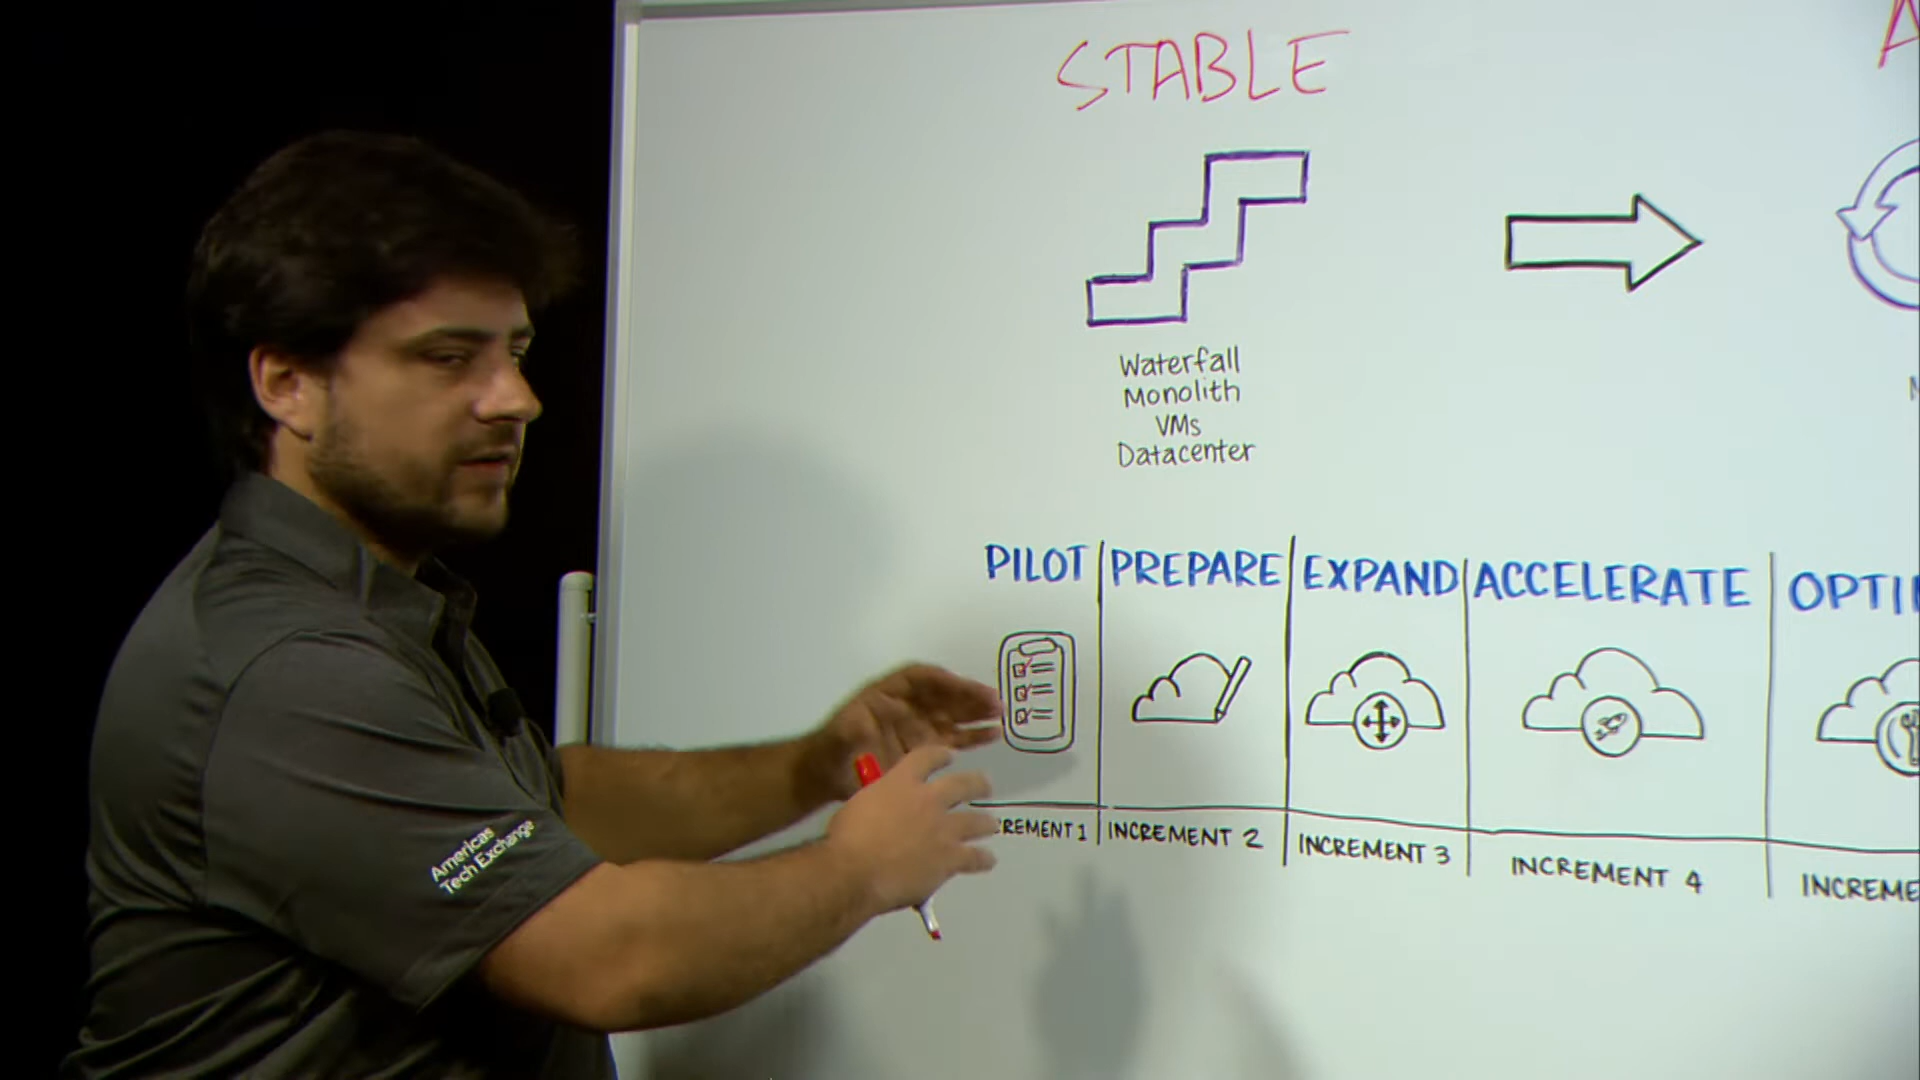 STABLE
Waterfall
Monolith
VMs
Datacenter
PILOT PREPARE EXPAND ACCELERATE
INCREMENT 2 INCREMENT 3 INCREMENT 4
Americas
Tech Exchange